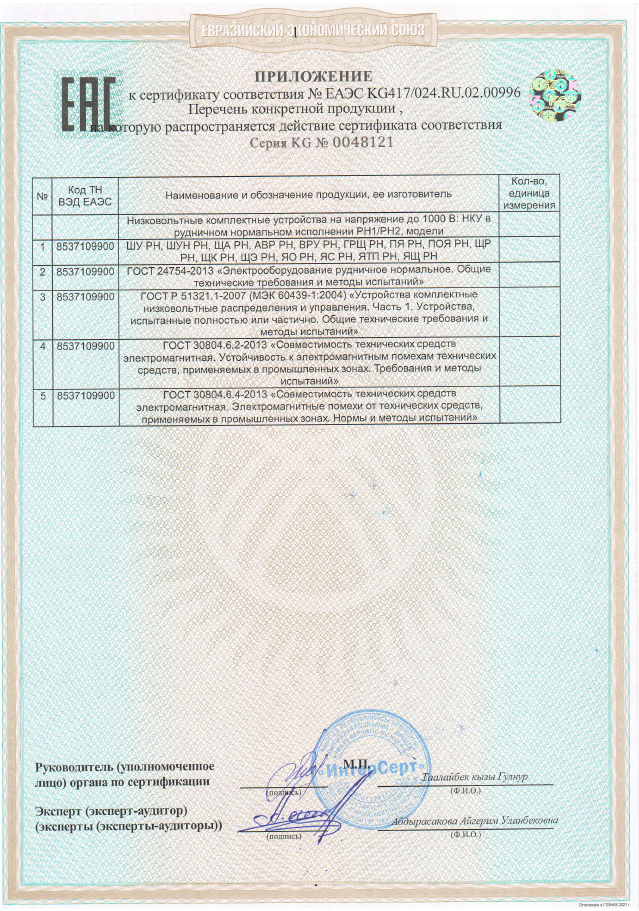 ЕВРАЗИЙСКИЙ ЭКОНОМИЧЕСКИЙ СОЮЗ
1
ЕАС
ПРИЛОЖЕНИЕ
к сертификату соответствия № ЕАЭС KG417/024.RU.02.00996
Перечень конкретной продукции ,
на которую распространяется действие сертификата соответствия
Серия KG № 0048121
№ Код ТН ВЭД ЕАЭС Наименование и обозначение продукции, ее изготовитель Кол-во, единица измерения
Низковольтные комплектные устройства на напряжение до 1000 В: НКУ в
рудничном нормальном исполнении РН1/РН2, модели
1 8537109900 ШУ РН, ШУН РН, ЩА РН, АВР РН, ВРУ РН, ГРЩ РН, ПЯ РН, ПОЯ РН, ЩР
РН, ЩК РН, ЩЭ РН, ЯО РН, ЯС РН, ЯТП РН, ЯЩ РН
2 8537109900 ГОСТ 24754-2013 «Электрооборудование рудничное нормальное. Общие
технические требования и методы испытаний»
3 8537109900 ГОСТ Р 51321.1-2007 (МЭК 60439-1:2004) «Устройства комплектные
низковольтные распределения и управления. Часть 1. Устройства,
испытанные полностью или частично. Общие технические требования и
методы испытаний»
4 8537109900 ГОСТ 30804.6.2-2013 «Совместимость технических средств
электромагнитная. Устойчивость к электромагнитным помехам технических
средств, применяемых в промышленных зонах. Требования и методы
испытаний»
5 8537109900 ГОСТ 30804.6.4-2013 «Совместимость технических средств
электромагнитная. Электромагнитные помехи от технических средств,
применяемых в промышленных зонах. Нормы и методы испытаний»
Руководитель (уполномоченное
лицо) органа по сертификации
М.П.
«ИнтерСерт»
(подпись)
Таалайбек кызы Гулнур
(Ф.И.О.)
Эксперт (эксперт-аудитор)
(эксперты (эксперты-аудиторы))
(подпись)
Абдырасакова Айгерим Уланбековна
(Ф.И.О.)